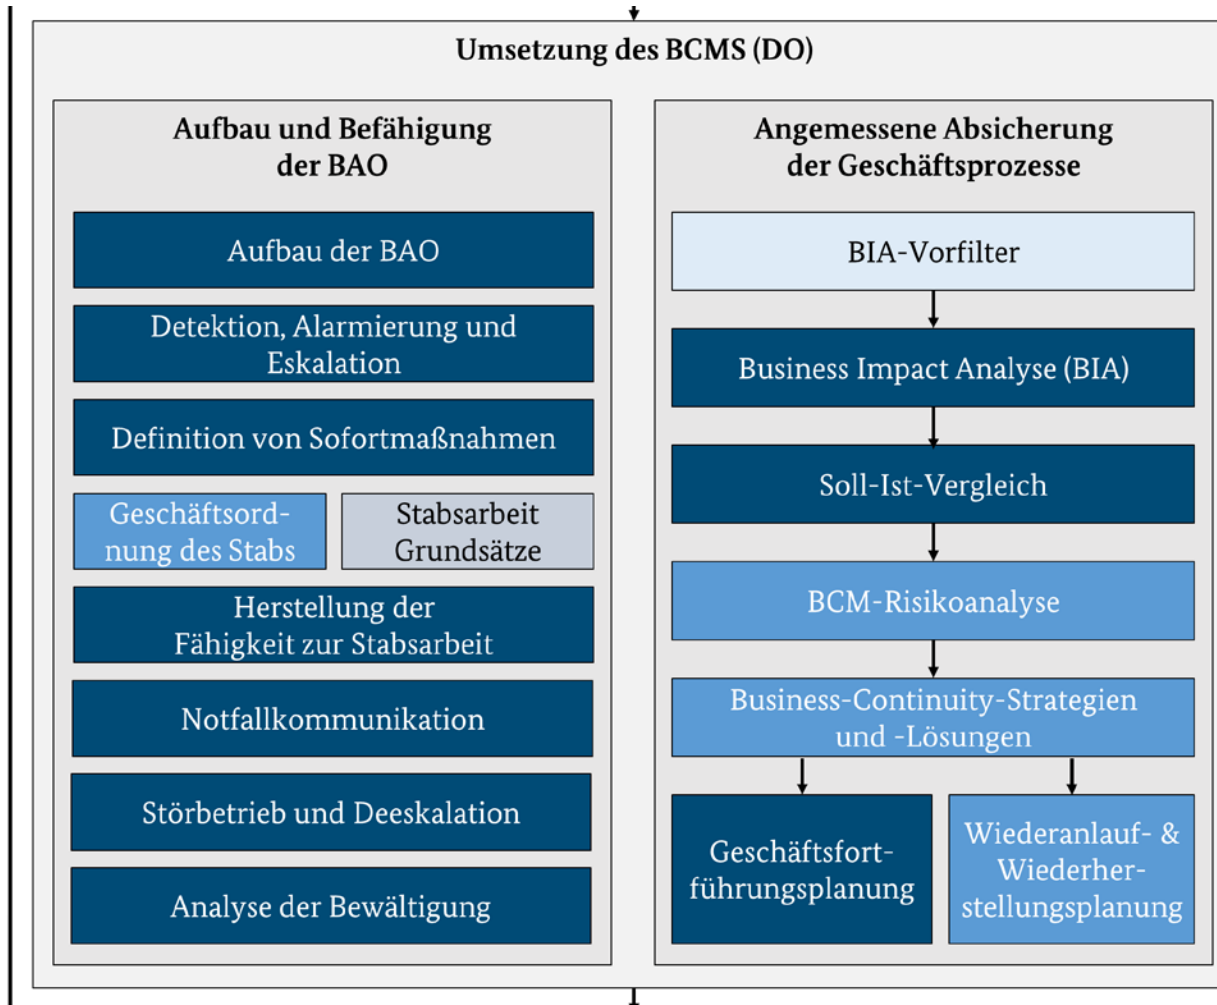 Umsetzung des BCMS (DO)
Aufbau und Befähigung
der BAO
Aufbau der BAO
Detektion, Alarmierung und
Eskalation
Definition von Sofortmaßnahmen
Geschäftsord-
nung des Stabs
Stabsarbeit
Grundsätze
Herstellung der
Fähigkeit zur Stabsarbeit
Notfallkommunikation
Störbetrieb und Deeskalation
Analyse der Bewältigung
Angemessene Absicherung
der Geschäftsprozesse
BIA-Vorfilter
Business Impact Analyse (BIA)
Soll-Ist-Vergleich
BCM-Risikoanalyse
Business-Continuity-Strategien
und -Lösungen
Geschäftsfort-
führungsplanung
Wiederanlauf- &
Wiederher-
stellungsplanung